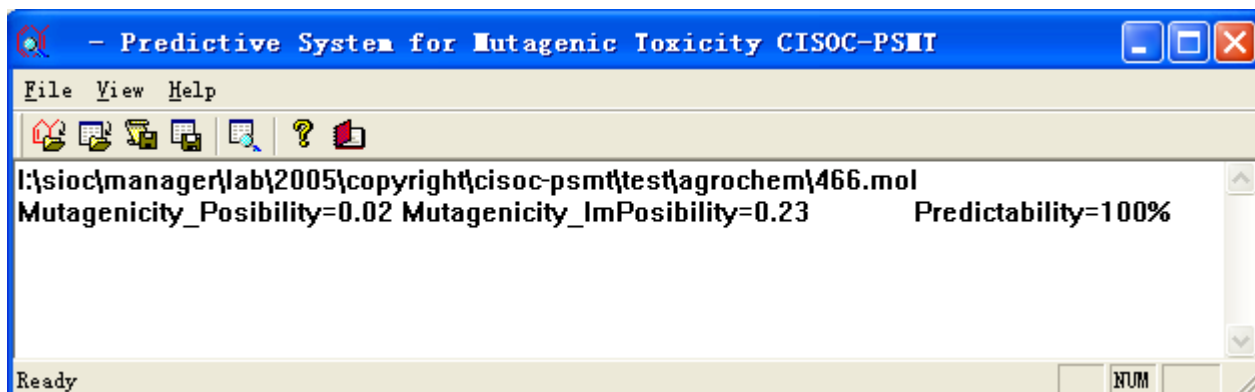 - Predictive System for Mutagenic Toxicity CISOC-PSMT
File View Help
I:\sioc\manager\lab\2005\copyright\cisoc-psmt\test\agrochem\466.mol
Mutagenicity_Posibility=0.02 Mutagenicity_ImPosibility=0.23 Predictability=100%
Ready NUM